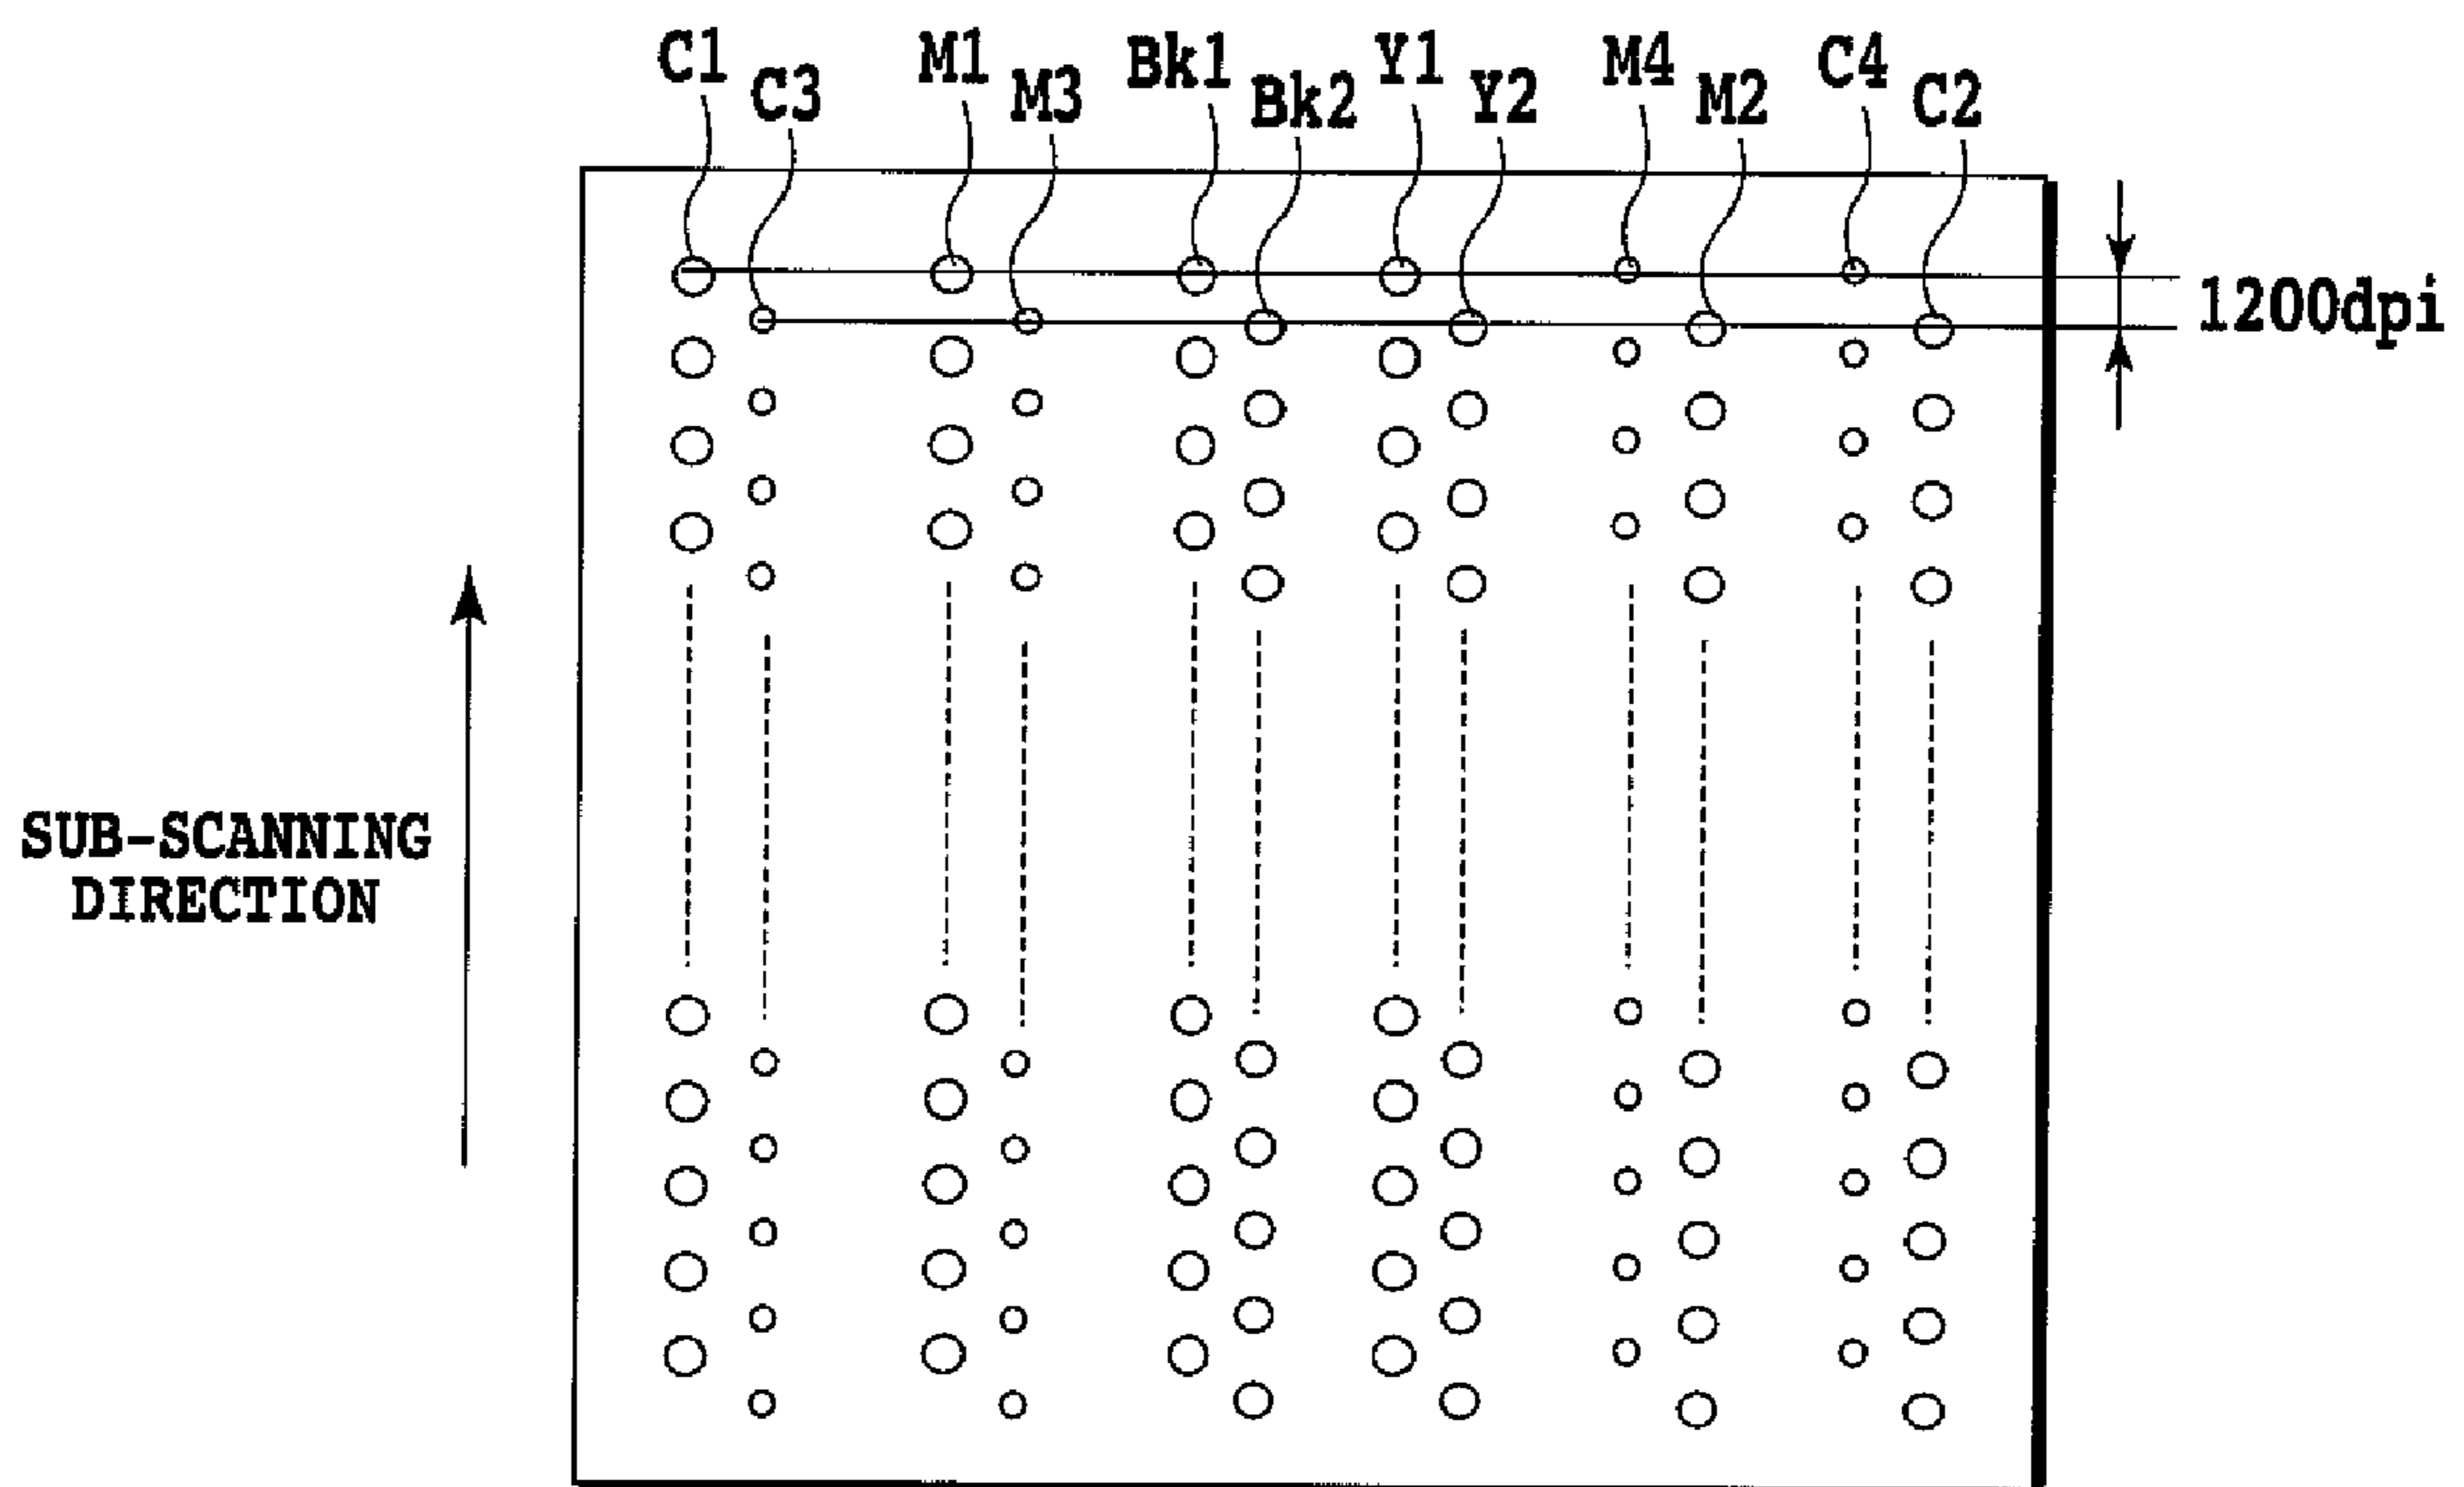 C1 C3 M1 M3 Bk1 Bk2 Y1 Y2 M4 M2 C4 C2
1200dpi
SUB-SCANNING
DIRECTION